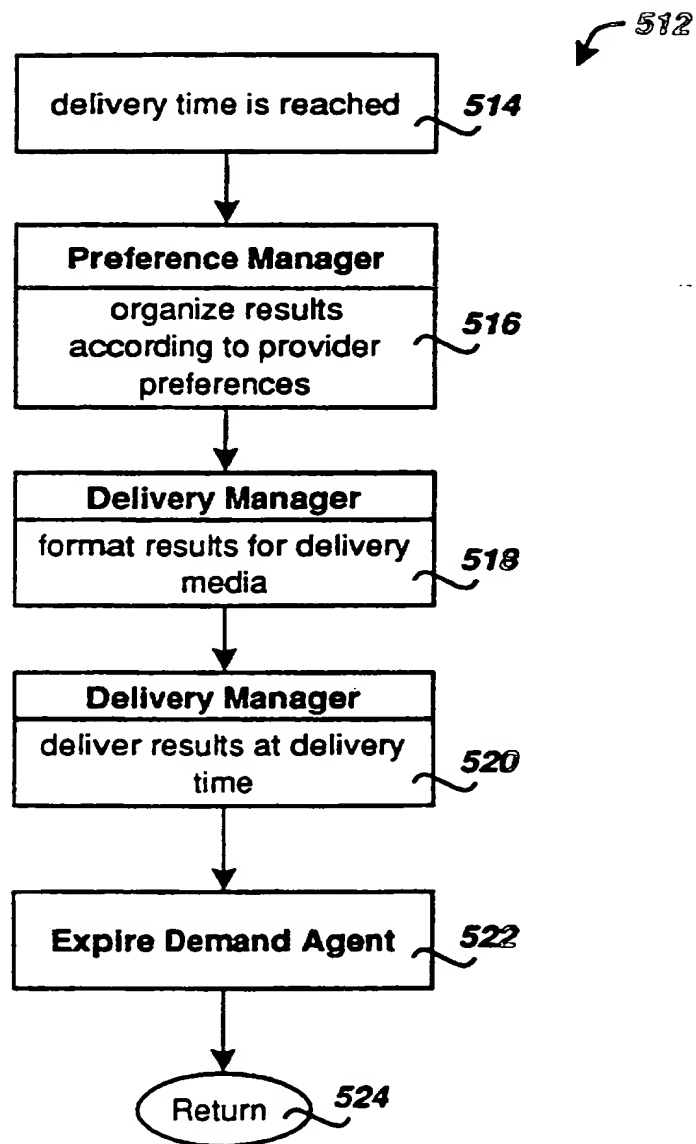 512
delivery time is reached
514
Preference Manager
organize results
according to provider
preferences
516
Delivery Manager
format results for delivery
media
518
Delivery Manager
deliver results at delivery
time
520
Expire Demand Agent
522
Return
524